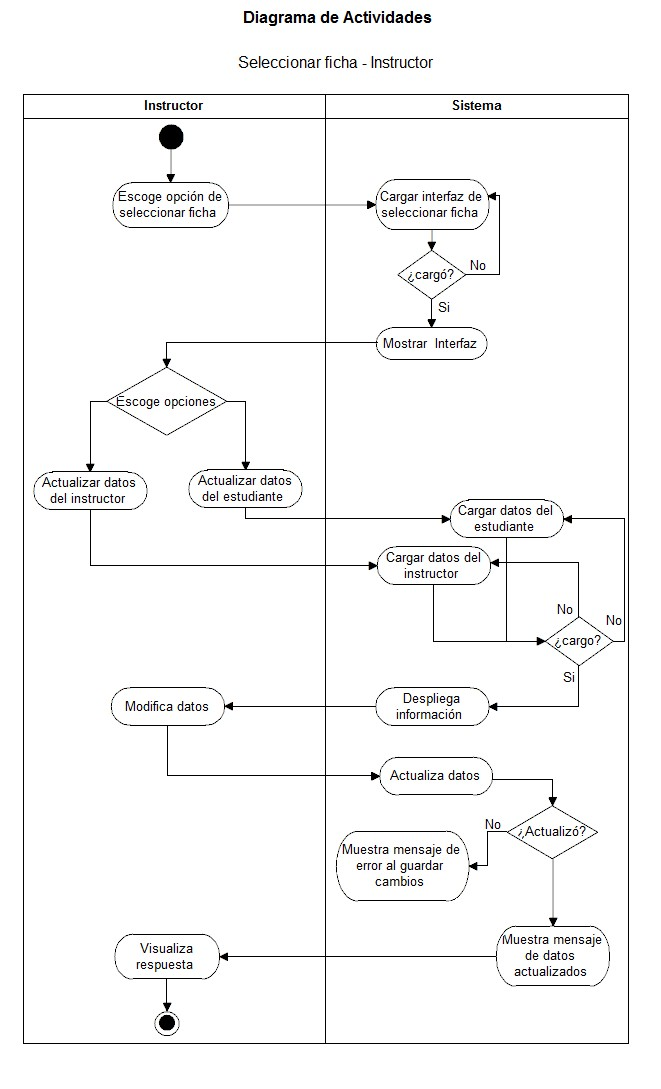 Diagrama de Actividades
Seleccionar ficha - Instructor
Instructor
Sistema
Escoge opción de
seleccionar ficha
Cargar interfaz de
seleccionar ficha
¿cargó?
No
Si
Mostrar Interfaz
Escoge opciones
Actualizar datos
del instructor
Actualizar datos
del estudiante
Cargar datos del
estudiante
Cargar datos del
instructor
No
No
¿cargo?
Si
Modifica datos
Despliega
información
Actualiza datos
¿Actualizó?
No
Muestra mensaje de
error al guardar
cambios
Muestra mensaje
de datos
actualizados
Visualiza
respuesta